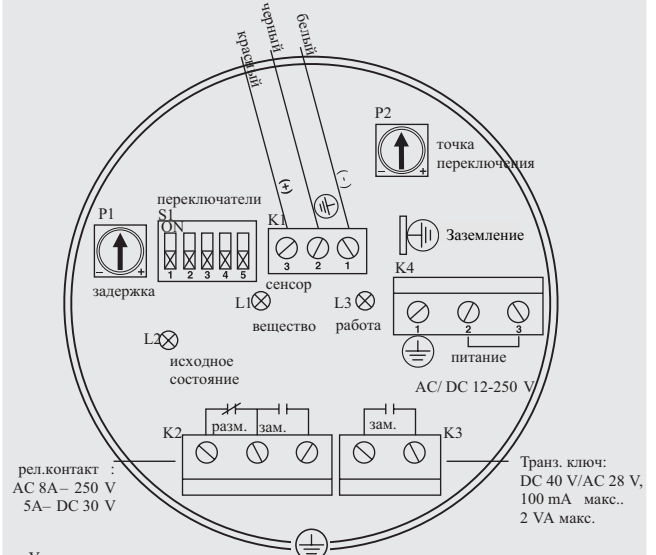 красный
черный
белый
(+)
(-)
P2
точка
переключения
– +
переключатели
S1
ON
1 2 3 4 5
P1
– +
задержка
K1
3 2 1
сенсор
Заземление
K4
1 2 3
питание
AC/ DC 12-250 V
L1
вещество
L3
работа
L2
исходное
состояние
K2
разм. зам.
зам.
K3
рел.контакт :
AC 8A– 250 V
5A– DC 30 V
Транз. ключ:
DC 40 V/AC 28 V,
100 mA макс..
2 VA макс.